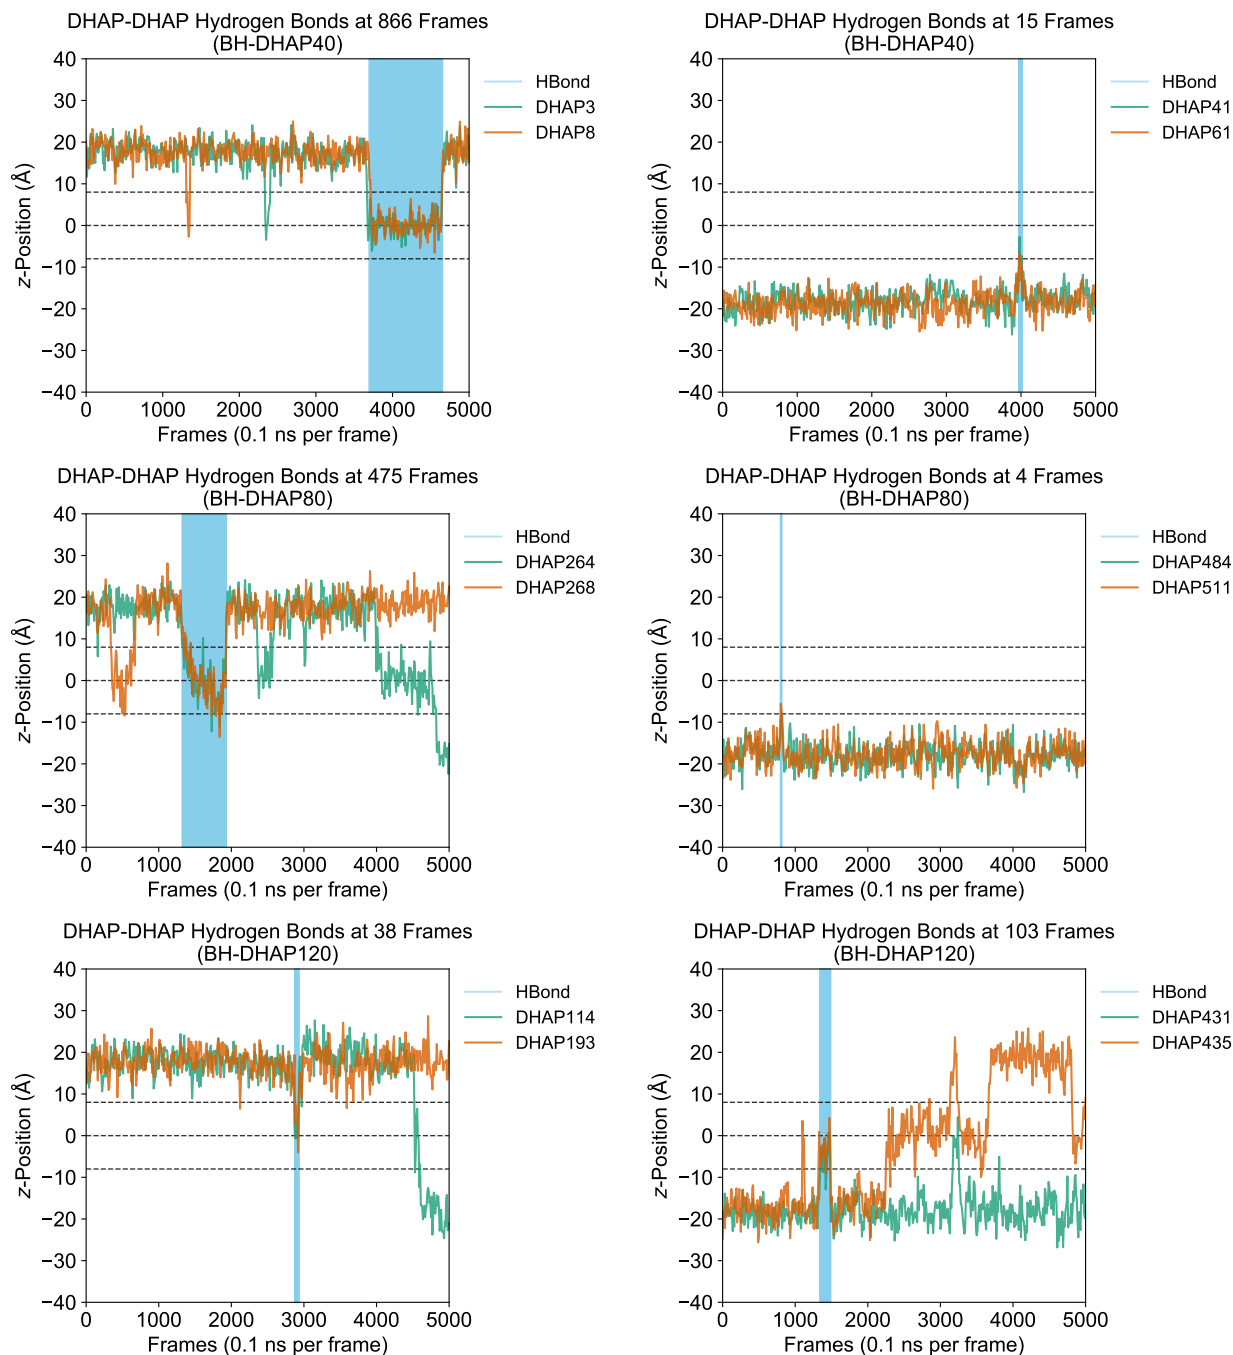 DHAP-DHAP Hydrogen Bonds at 866 Frames
(BH-DHAP40)
40
30
20
10
0
−10
−20
−30
−40
z-Position (Å)
0 1000 2000 3000 4000 5000
Frames (0.1 ns per frame)
HBond
DHAP3
DHAP8
DHAP-DHAP Hydrogen Bonds at 15 Frames
(BH-DHAP40)
40
30
20
10
0
−10
−20
−30
−40
z-Position (Å)
0 1000 2000 3000 4000 5000
Frames (0.1 ns per frame)
HBond
DHAP41
DHAP61
DHAP-DHAP Hydrogen Bonds at 475 Frames
(BH-DHAP80)
40
30
20
10
0
−10
−20
−30
−40
z-Position (Å)
0 1000 2000 3000 4000 5000
Frames (0.1 ns per frame)
HBond
DHAP264
DHAP268
DHAP-DHAP Hydrogen Bonds at 4 Frames
(BH-DHAP80)
40
30
20
10
0
−10
−20
−30
−40
z-Position (Å)
0 1000 2000 3000 4000 5000
Frames (0.1 ns per frame)
HBond
DHAP484
DHAP511
DHAP-DHAP Hydrogen Bonds at 38 Frames
(BH-DHAP120)
40
30
20
10
0
−10
−20
−30
−40
z-Position (Å)
0 1000 2000 3000 4000 5000
Frames (0.1 ns per frame)
HBond
DHAP114
DHAP193
DHAP-DHAP Hydrogen Bonds at 103 Frames
(BH-DHAP120)
40
30
20
10
0
−10
−20
−30
−40
z-Position (Å)
0 1000 2000 3000 4000 5000
Frames (0.1 ns per frame)
HBond
DHAP431
DHAP435